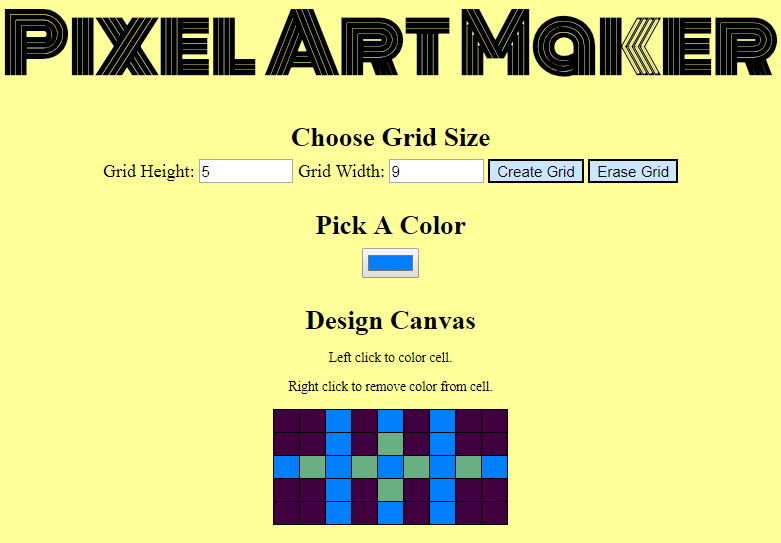 Pixel Art Maker
Choose Grid Size
Grid Height: 5 Grid Width: 9 Create Grid Erase Grid
Pick A Color
Design Canvas
Left click to color cell.
Right click to remove color from cell.